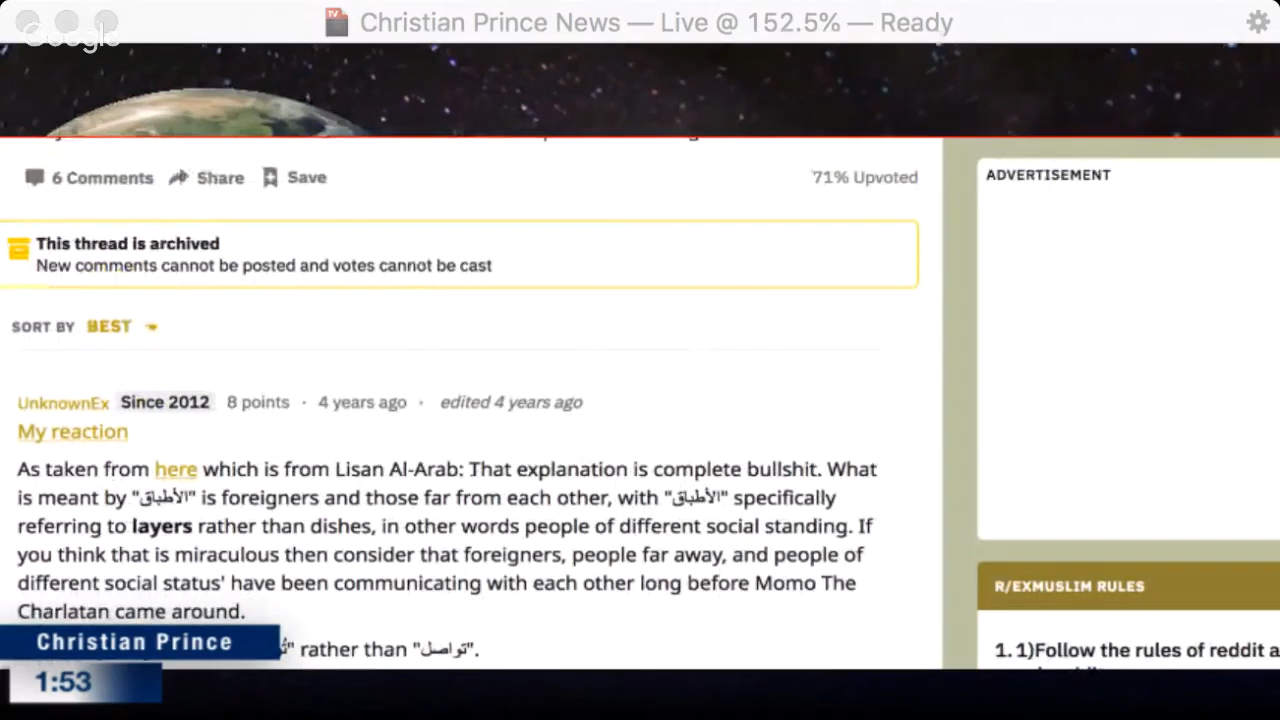 Google
TV
Christian Prince News — Live @ 152.5% — Ready
6 Comments Share Save
71% Upvoted
ADVERTISEMENT
This thread is archived
New comments cannot be posted and votes cannot be cast
SORT BY BEST
UnknownEx Since 2012 8 points · 4 years ago · edited 4 years ago
My reaction
As taken from here which is from Lisan Al-Arab: That explanation is complete bullshit. What
is meant by "الأطباق" is foreigners and those far from each other, with "الأطباق" specifically
referring to layers rather than dishes, in other words people of different social standing. If
you think that is miraculous then consider that foreigners, people far away, and people of
different social status' have been communicating with each other long before Momo The
Charlatan came around.
" rather than "تواصل".
R/EXMUSLIM RULES
1. 1)Follow the rules of reddit a
Christian Prince
1:53